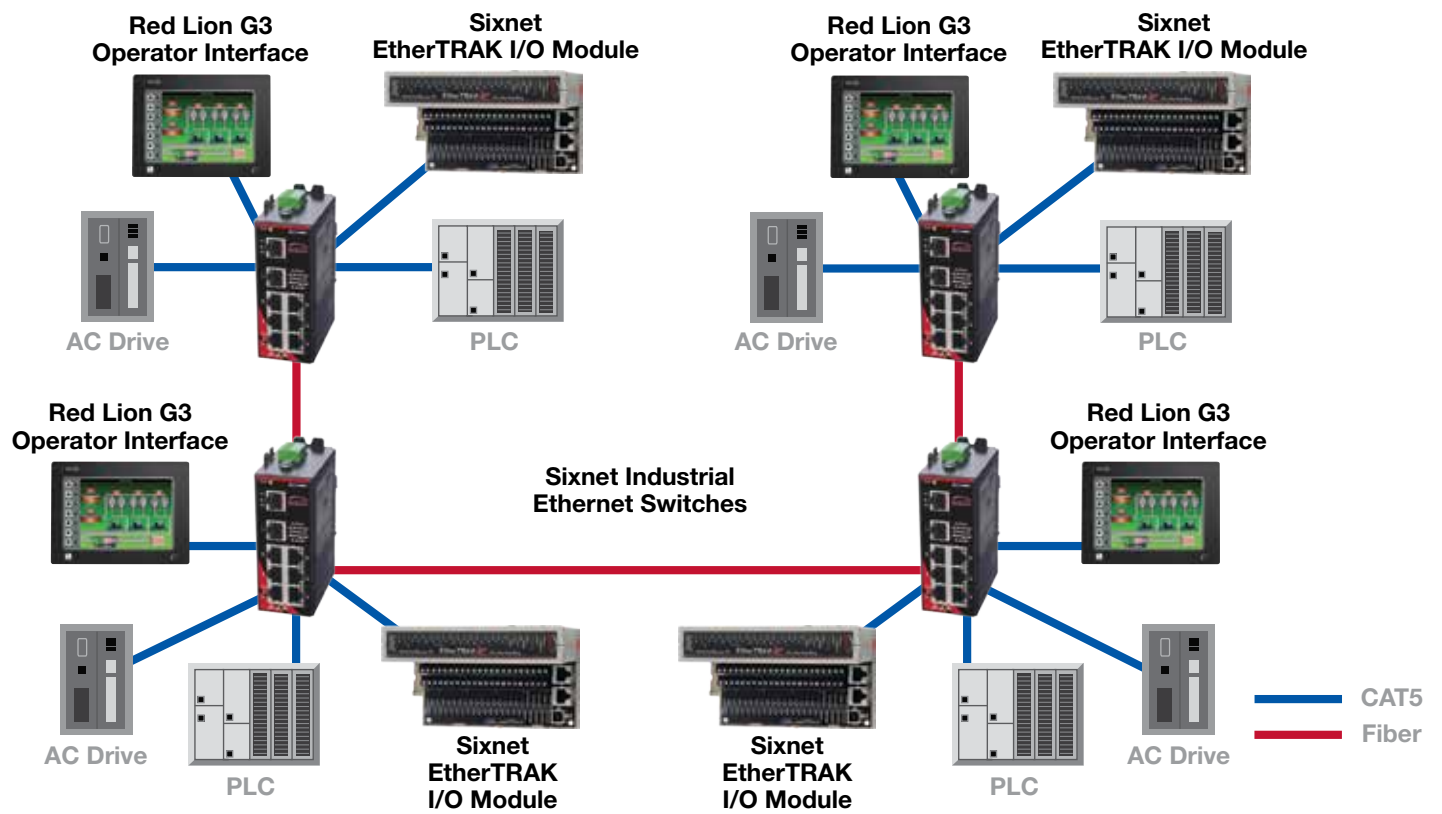 Red Lion G3
Operator Interface
Sixnet
EtherTRAK I/O Module
Red Lion G3
Operator Interface
Sixnet
EtherTRAK I/O Module
AC Drive
PLC
AC Drive
PLC
Red Lion G3
Operator Interface
Sixnet Industrial
Ethernet Switches
Red Lion G3
Operator Interface
AC Drive
PLC
Sixnet
EtherTRAK
I/O Module
Sixnet
EtherTRAK
I/O Module
PLC
AC Drive
CAT5
Fiber